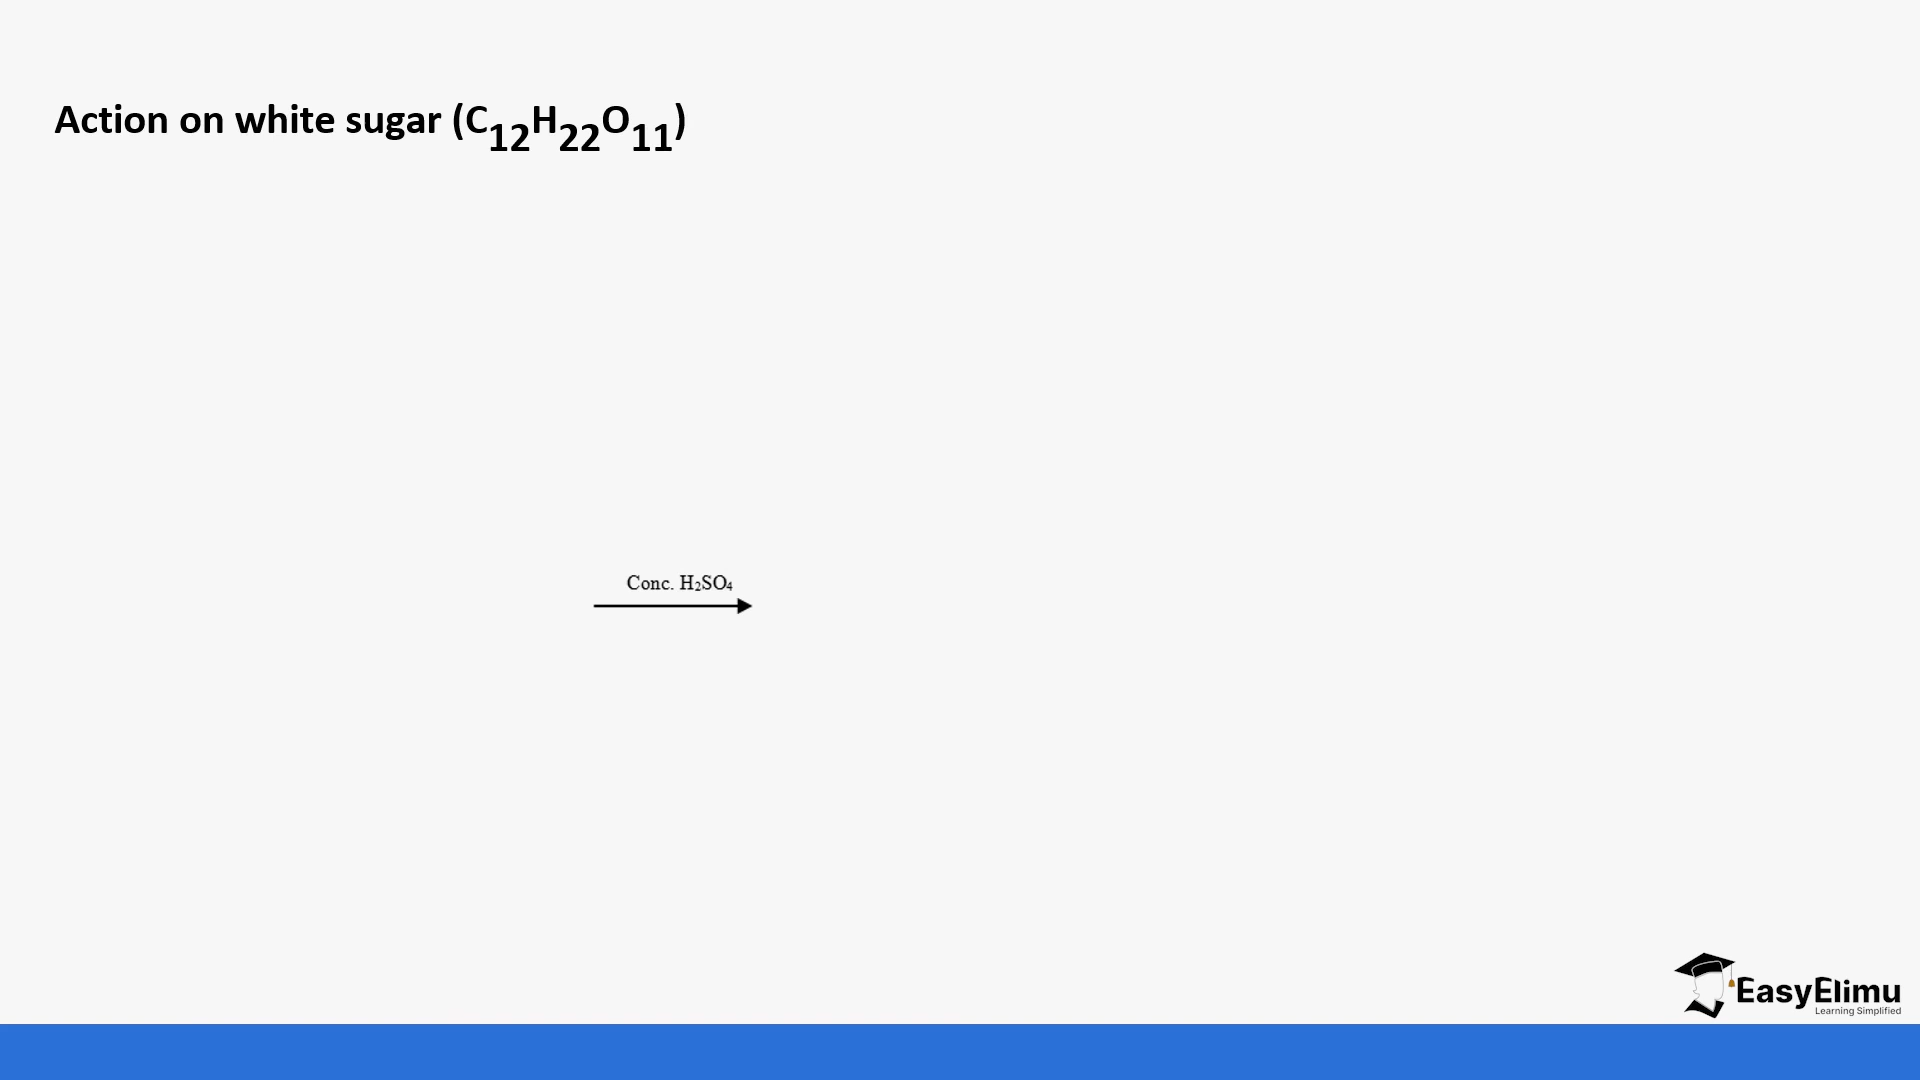 Action on white sugar (C12H22O11)
Conc. H2SO4
EasyElimu
Learning Simplified